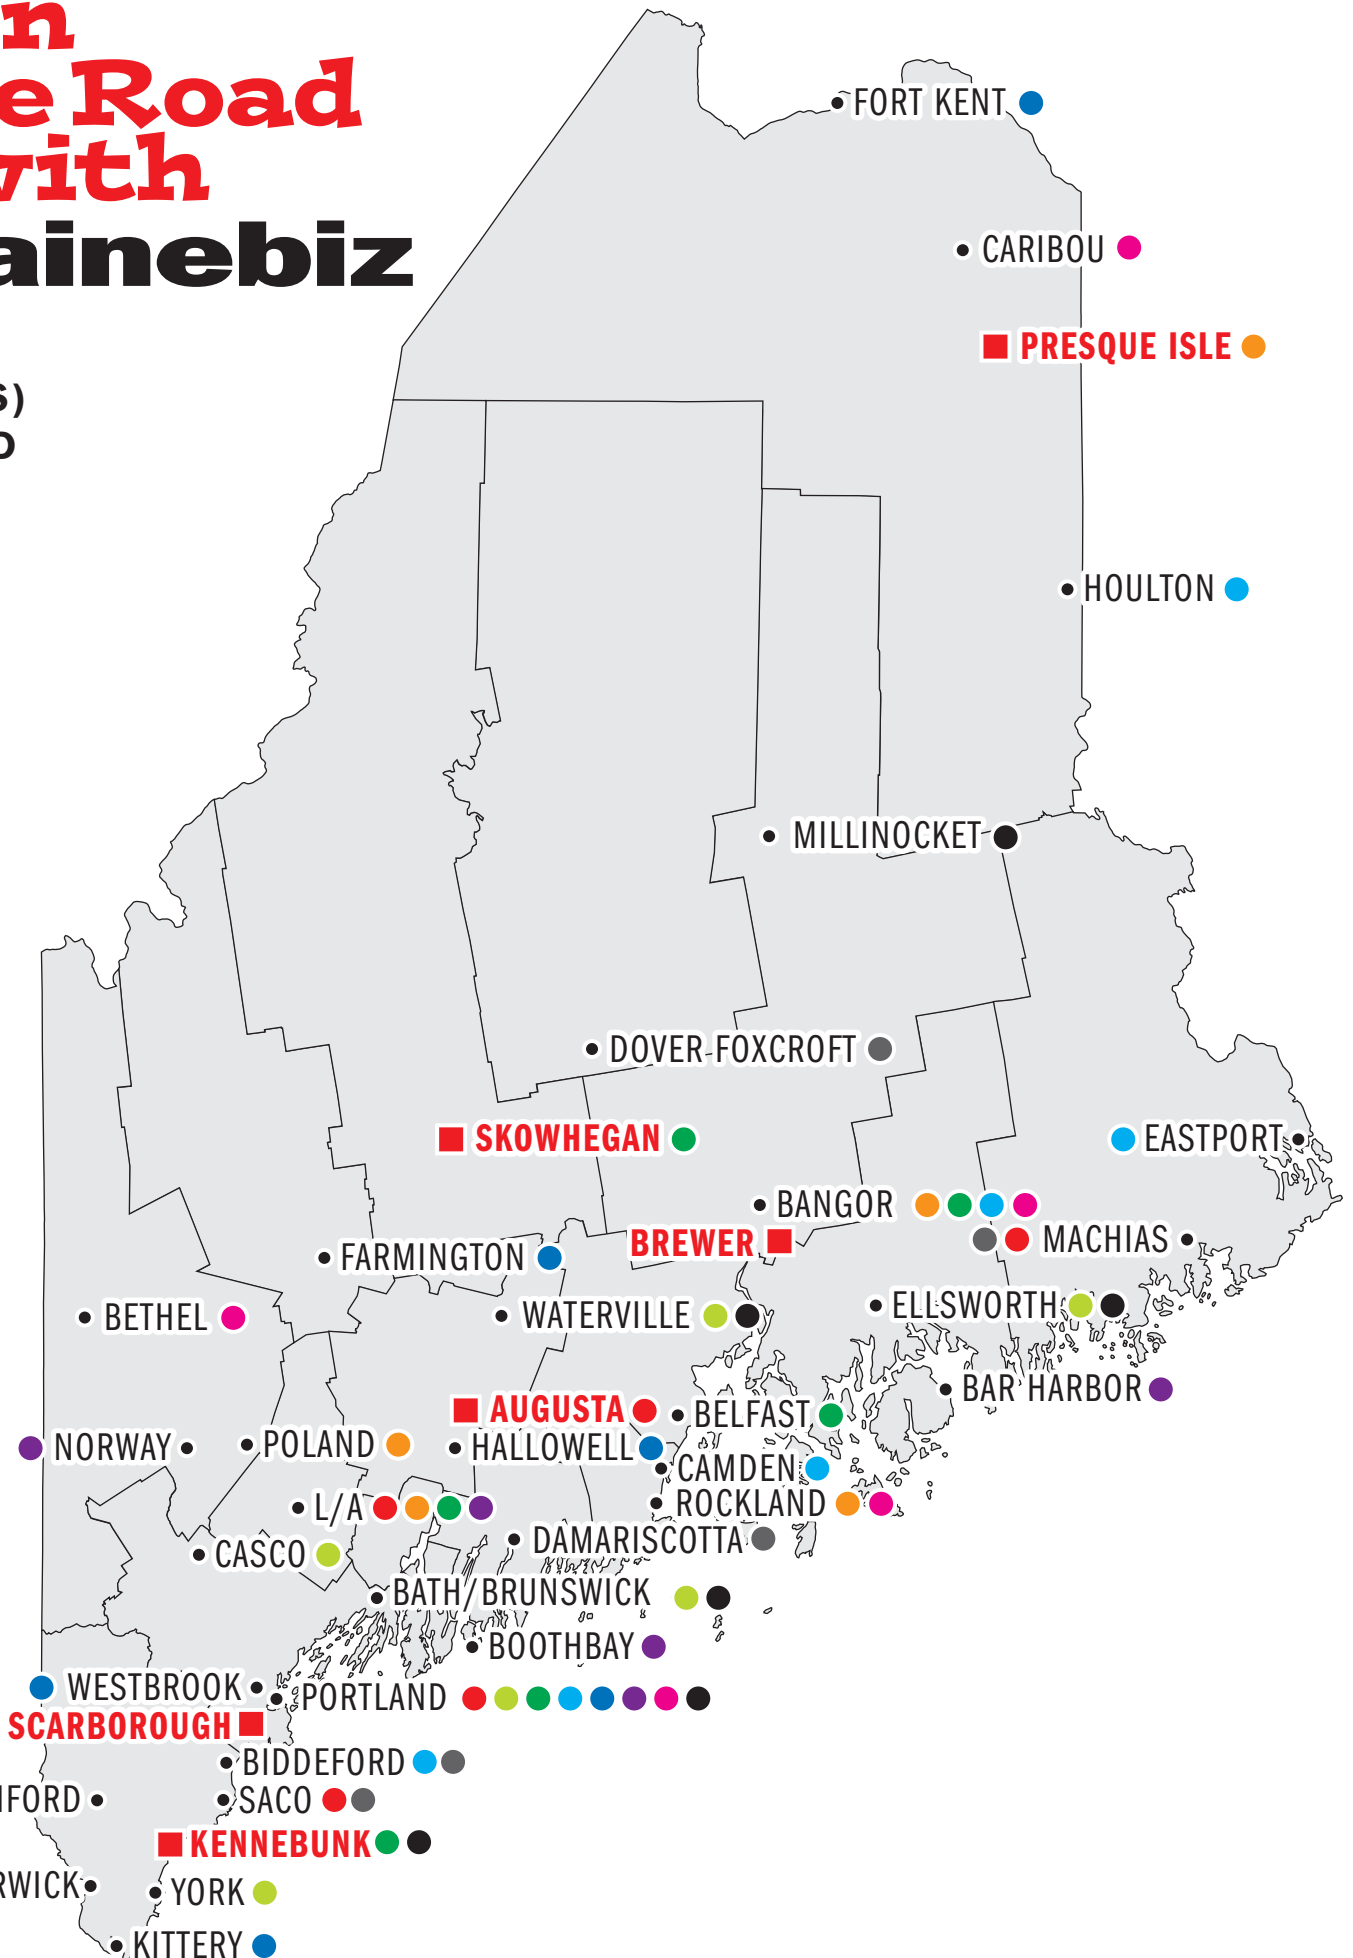 n
e Road
with
ainebiz
S)
D
FORT KENT
CARIBOU
PRESQUE ISLE
HOULTON
MILLINOCKET
DOVER FOXCROFT
SKOWHEGAN
EASTPORT
BANGOR
BREWER
MACHIAS
FARMINGTON
BETHEL
WATERVILLE
ELLSWORTH
BAR HARBOR
AUGUSTA
BELFAST
NORWAY
POLAND
HALLOWELL
CAMDEN
ROCKLAND
L/A
DAMARISCOTTA
CASCO
BATH/BRUNSWICK
BOOTHBAY
WESTBROOK
PORTLAND
SCARBOROUGH
BIDDEFORD
SACO
FORD
KENNEBUNK
RWICK
YORK
KITTERY